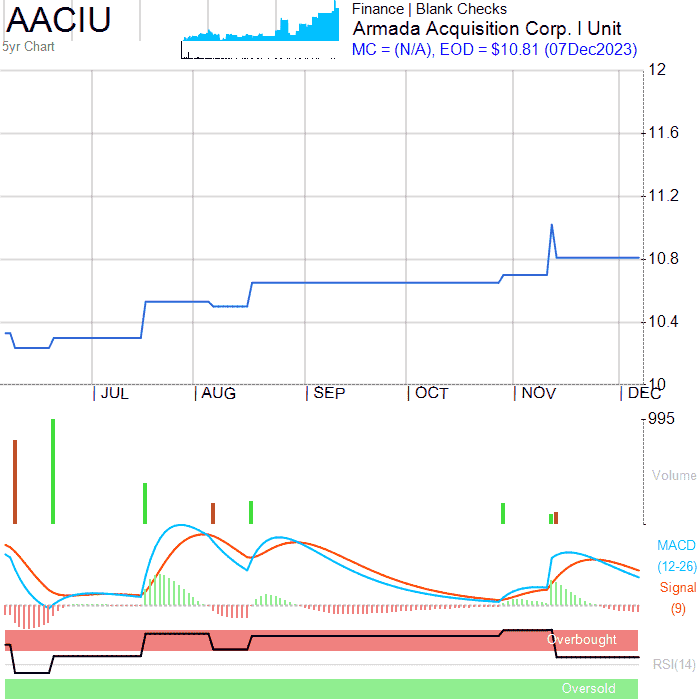 AACIU
5yr Chart
Finance | Blank Checks
Armada Acquisition Corp. I Unit
MC = (N/A), EOD = $10.81 (07Dec2023)
12
11.6
11.2
10.8
10.4
10
JUL AUG SEP OCT NOV DEC
995
Volume
MACD
(12-26)
Signal
(9)
Overbought
RSI(14)
Oversold